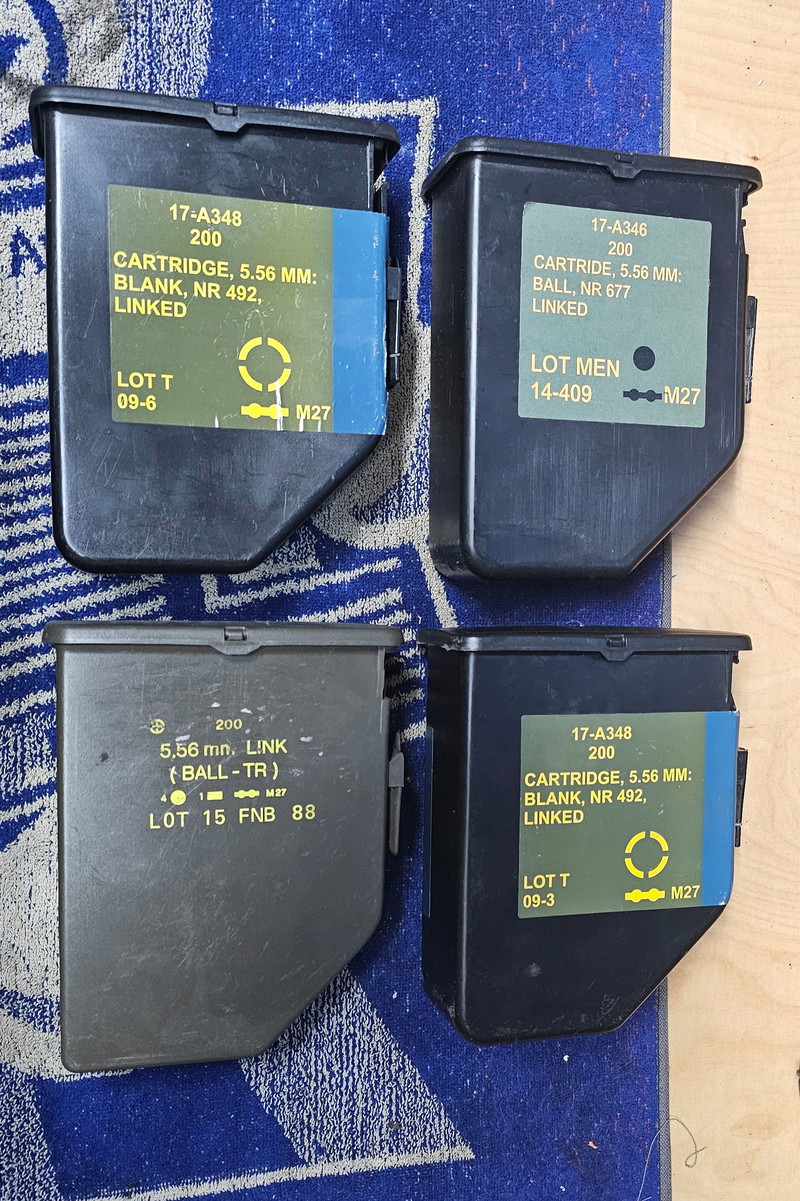 17-A348
200
CARTRIDGE, 5.56 MM:
BLANK, NR 492,
LINKED
LOT T
09-6
M27
17-A346
200
CARTRIDE, 5.56 MM:
BALL, NR 677
LINKED
LOT MEN
14-409
M27
200
5,56 mm. LINK
(BALL-TR)
4 1 M27
LOT 15 FNB 88
17-A348
200
CARTRIDGE, 5.56 MM:
BLANK, NR 492,
LINKED
LOT T
09-3
M27
A